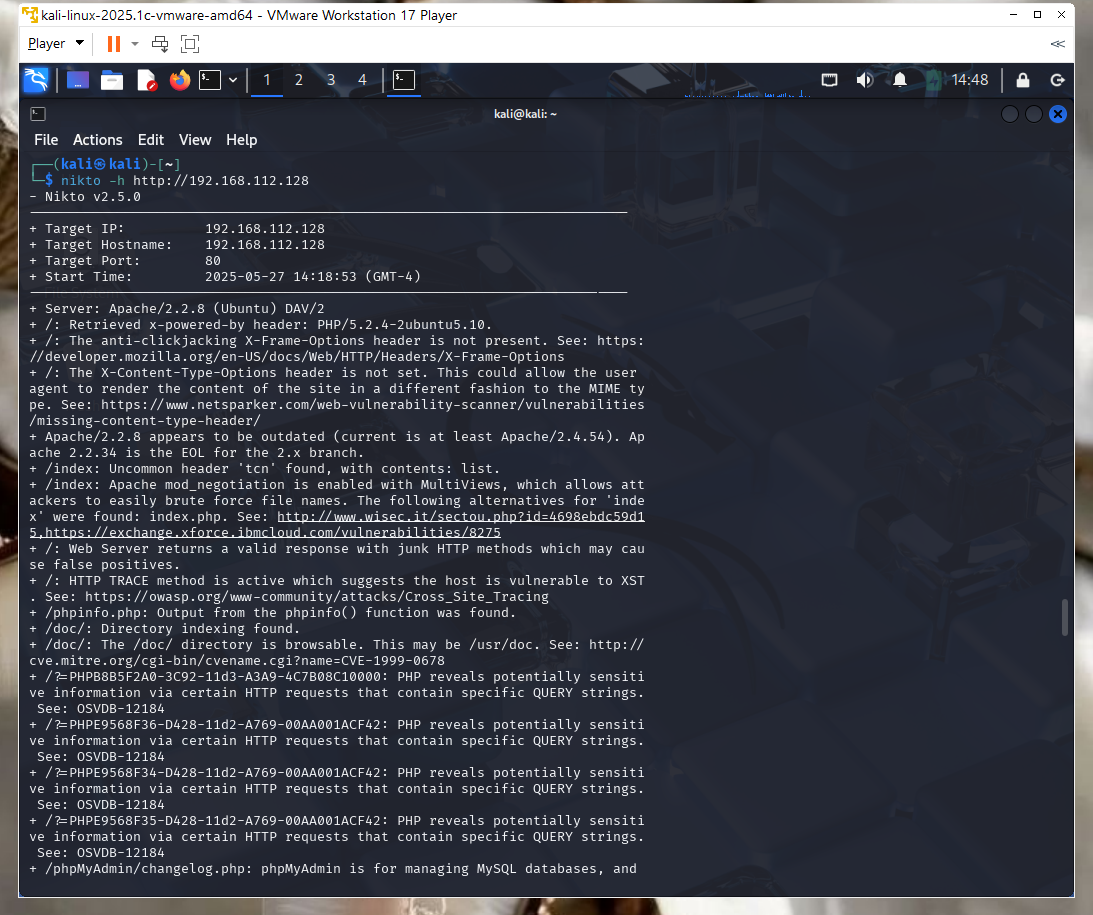 kali-linux-2025.1c-vmware-amd64 - VMware Workstation 17 Player
Player
1 2 3 4 14:48
kali@kali: ~
File Actions Edit View Help
┌──(kali㉿kali)-[~]
└─$ nikto -h http://192.168.112.128
- Nikto v2.5.0
+ Target IP: 192.168.112.128
+ Target Hostname: 192.168.112.128
+ Target Port: 80
+ Start Time: 2025-05-27 14:18:53 (GMT-4)
+ Server: Apache/2.2.8 (Ubuntu) DAV/2
+ /: Retrieved x-powered-by header: PHP/5.2.4-2ubuntu5.10.
+ /: The anti-clickjacking X-Frame-Options header is not present. See: https:
//developer.mozilla.org/en-US/docs/Web/HTTP/Headers/X-Frame-Options
+ /: The X-Content-Type-Options header is not set. This could allow the user
agent to render the content of the site in a different fashion to the MIME ty
pe. See: https://www.netsparker.com/web-vulnerability-scanner/vulnerabilities
/missing-content-type-header/
+ Apache/2.2.8 appears to be outdated (current is at least Apache/2.4.54). Ap
ache 2.2.34 is the EOL for the 2.x branch.
+ /index: Uncommon header 'tcn' found, with contents: list.
+ /index: Apache mod_negotiation is enabled with MultiViews, which allows att
ackers to easily brute force file names. The following alternatives for 'inde
x' were found: index.php. See: http://www.wisec.it/sectou.php?id=4698ebdc59d1
5,https://exchange.xforce.ibmcloud.com/vulnerabilities/8275
+ /: Web Server returns a valid response with junk HTTP methods which may cau
se false positives.
+ /: HTTP TRACE method is active which suggests the host is vulnerable to XST
. See: https://owasp.org/www-community/attacks/Cross_Site_Tracing
+ /phpinfo.php: Output from the phpinfo() function was found.
+ /doc/: Directory indexing found.
+ /doc/: The /doc/ directory is browsable. This may be /usr/doc. See: http://
cve.mitre.org/cgi-bin/cvename.cgi?name=CVE-1999-0678
+ /?=PHPB8B5F2A0-3C92-11d3-A3A9-4C7B08C10000: PHP reveals potentially sensiti
ve information via certain HTTP requests that contain specific QUERY strings.
See: OSVDB-12184
+ /?=PHPE9568F36-D428-11d2-A769-00AA001ACF42: PHP reveals potentially sensiti
ve information via certain HTTP requests that contain specific QUERY strings.
See: OSVDB-12184
+ /?=PHPE9568F34-D428-11d2-A769-00AA001ACF42: PHP reveals potentially sensiti
ve information via certain HTTP requests that contain specific QUERY strings.
See: OSVDB-12184
+ /?=PHPE9568F35-D428-11d2-A769-00AA001ACF42: PHP reveals potentially sensiti
ve information via certain HTTP requests that contain specific QUERY strings.
See: OSVDB-12184
+ /phpMyAdmin/changelog.php: phpMyAdmin is for managing MySQL databases, and